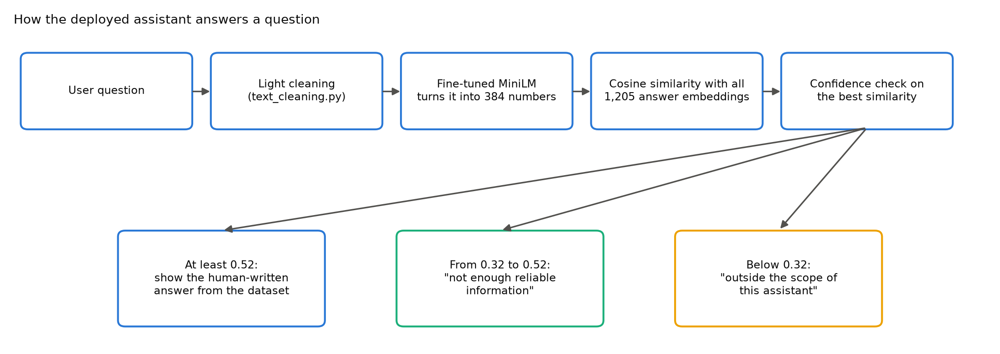 How the deployed assistant answers a question
User question
Light cleaning
(text_cleaning.py)
Fine-tuned MiniLM
turns it into 384 numbers
Cosine similarity with all
1,205 answer embeddings
Confidence check on
the best similarity
At least 0.52:
show the human-written
answer from the dataset
From 0.32 to 0.52:
"not enough reliable
information"
Below 0.32:
"outside the scope of
this assistant"